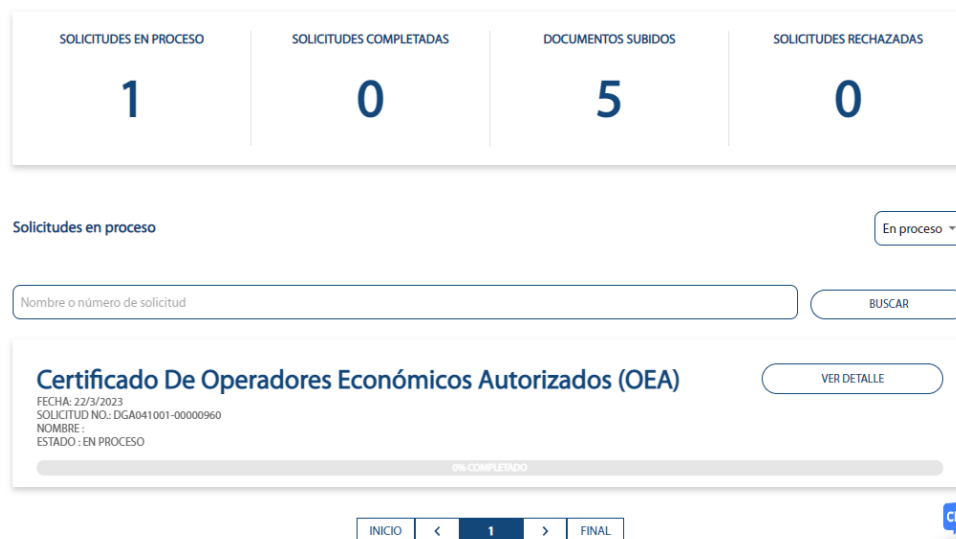 SOLICITUDES EN PROCESO
1
SOLICITUDES COMPLETADAS
0
DOCUMENTOS SUBIDOS
5
SOLICITUDES RECHAZADAS
0
Solicitudes en proceso
En proceso
Nombre o número de solicitud
BUSCAR
Certificado De Operadores Económicos Autorizados (OEA)
VER DETALLE
FECHA: 22/3/2023
SOLICITUD NO.: DGA041001-00000960
NOMBRE :
ESTADO : EN PROCESO
0% COMPLETADO
INICIO < 1 > FINAL